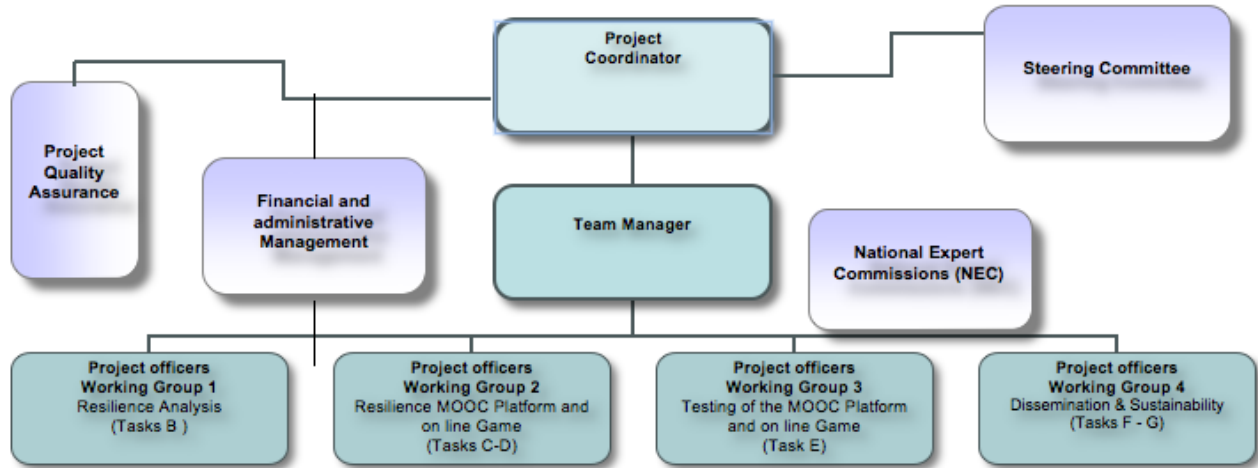 Project
Coordinator
Steering Committee
Project
Quality
Assurance
Financial and
administrative
Management
Team Manager
National Expert
Commissions (NEC)
Project officers
Working Group 1
Resilience Analysis
(Tasks B )
Project officers
Working Group 2
Resilience MOOC Platform and
on line Game
(Tasks C-D)
Project officers
Working Group 3
Testing of the MOOC Platform
and on line Game
(Task E)
Project officers
Working Group 4
Dissemination & Sustainability
(Tasks F - G)